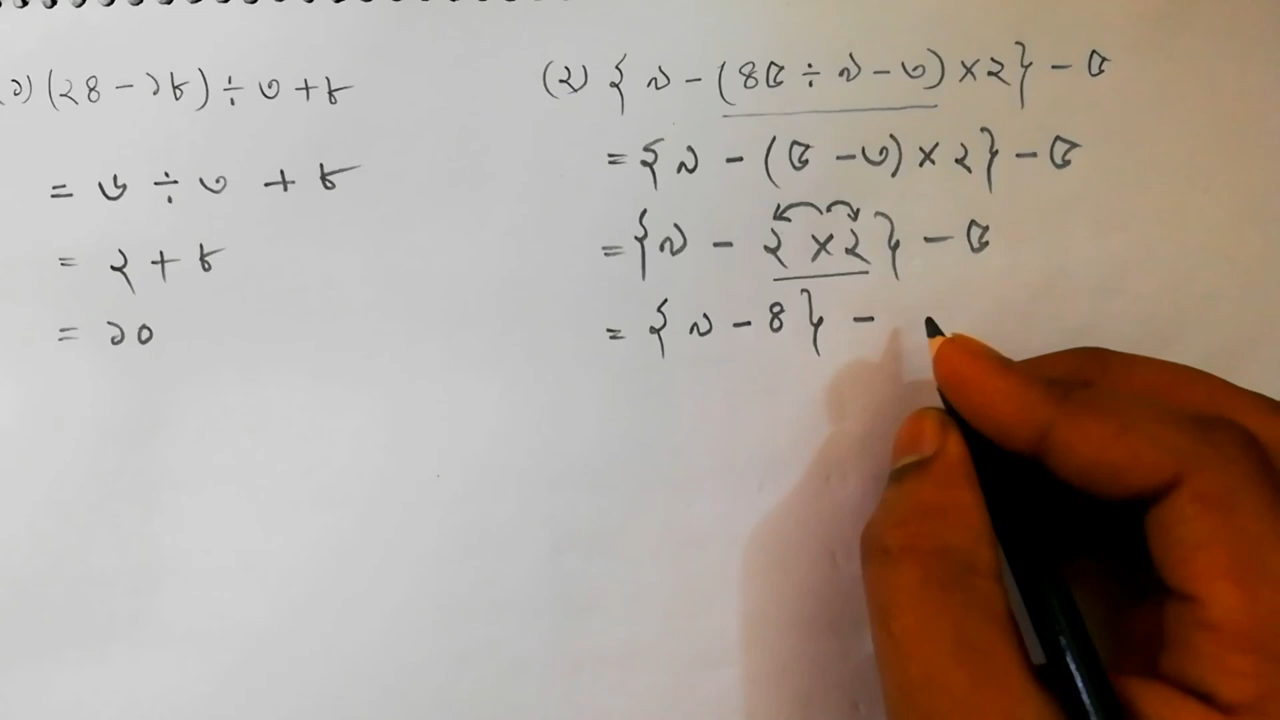 (১) (২৪ - ১৮) ÷ ৩ + ৮
= ৬ ÷ ৩ + ৮
= ২ + ৮
= ১০
(২) { ৯ - (৪৫ ÷ ৯ - ৩) × ২} - ৫
= {৯ - (৫ - ৩) × ২} - ৫
= {৯ - ২ × ২} - ৫
= { ৯ - ৪ } -